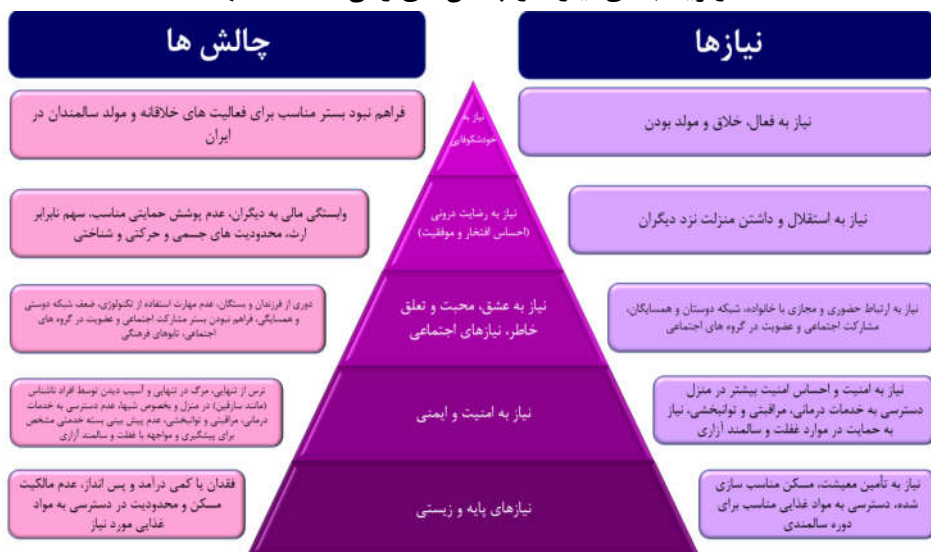 نیازها
چالش ها
نیاز به فعال، خلاق و مولد بودن
نیاز به
خودشکوفایی
فراهم نبود بستر مناسب برای فعالیت های خلاقانه و مولد سالمندان در
ایران
نیاز به استقلال و داشتن منزلت نزد دیگران
نیاز به رضایت درونی
(احساس افتخار و موفقیت)
وابستگی مالی به دیگران، عدم پوشش حمایتی مناسب، سهم نابرابر
ارث، محدودیت های جسمی و حرکتی و شناختی
نیاز به ارتباط حضوری و مجازی با خانواده، شبکه دوستان و همسایگان،
مشارکت اجتماعی و عضویت در گروه های اجتماعی
نیاز به عشق، محبت و تعلق
خاطر، نیازهای اجتماعی
دوری از فرزندان و بستگان، عدم مهارت استفاده از تکنولوژی، ضعف شبکه دوستی
و همسایگی، فراهم نبودن بستر مشارکت اجتماعی و عضویت در گروه های
اجتماعی، تابوهای فرهنگی
نیاز به امنیت و احساس امنیت بیشتر در منزل
دسترسی به خدمات درمانی، مراقبتی و توانبخشی، نیاز
به حمایت در موارد غفلت و سالمند آزاری
نیاز به امنیت و ایمنی
ترس از تنهایی، مرگ در تنهایی و آسیب دیدن توسط افراد ناشناس
(مانند سارقین) در منزل و بخصوص شبها، عدم دسترسی به خدمات
درمانی، مراقبتی و توانبخشی، عدم پیش بینی بسته خدمتی مشخص
برای پیشگیری و مواجهه با غفلت و سالمند آزاری
نیاز به تأمین معیشت، مسکن مناسب سازی
شده، دسترسی به مواد غذایی مناسب برای
دوره سالمندی
نیازهای پایه و زیستی
فقدان یا کمی درآمد و پس انداز، عدم مالکیت
مسکن و محدودیت در دسترسی به مواد
غذایی مورد نیاز